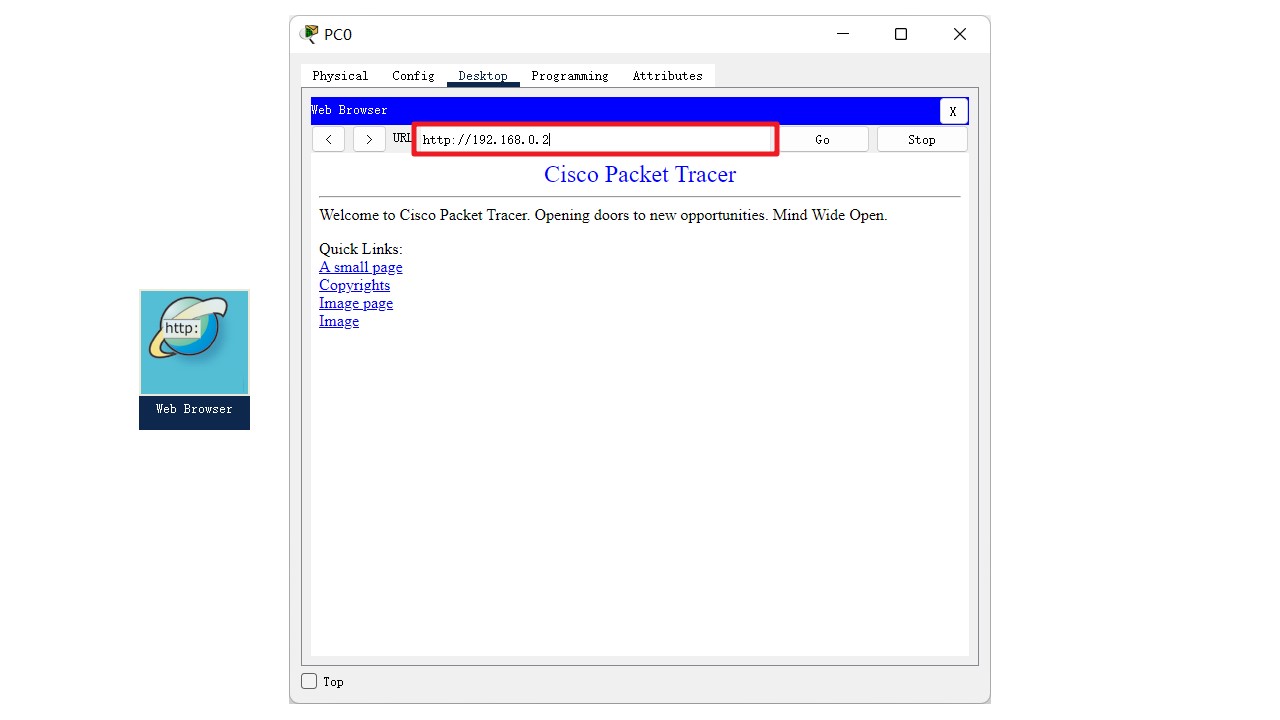 PC0
Physical Config Desktop Programming Attributes
Web Browser X
< > URL http://192.168.0.2 Go Stop
Cisco Packet Tracer
Welcome to Cisco Packet Tracer. Opening doors to new opportunities. Mind Wide Open.
Quick Links:
A small page
Copyrights
Image page
Image
http:
Web Browser
Top